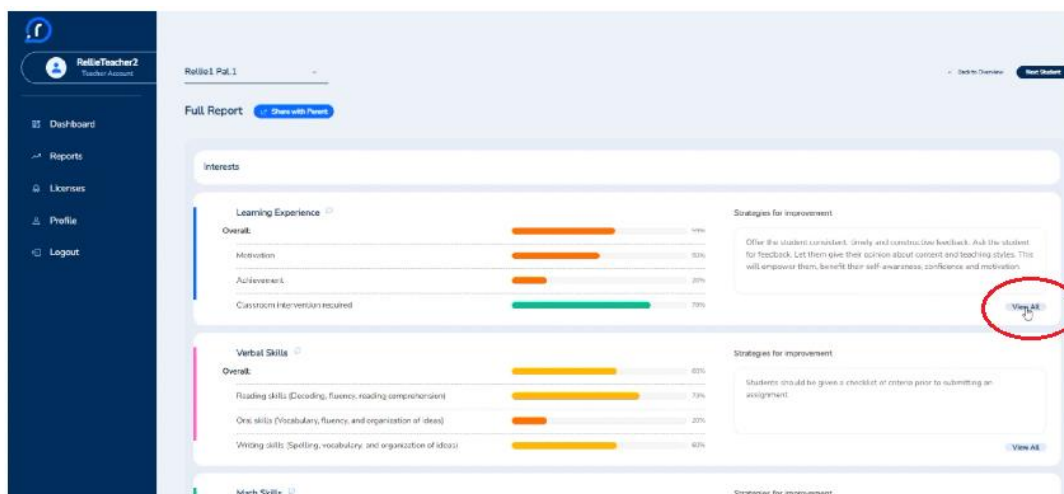 RellieTeacher2
Teacher Account
Dashboard
Reports
Licenses
Profile
Logout
Rellie1 Pal.1
Back to Overview
Next Student
Full Report
Share with Parent
Interests
Learning Experience
Overall:
Motivation
Achievement
20%
Classroom intervention required
Strategies for improvement
Offer the student consistent, timely and constructive feedback. Ask the student
for feedback. Let them give their opinion about content and teaching styles. This
will empower them, benefit their self-awareness, confidence and motivation.
View All
Verbal Skills
Overall:
Reading skills (Decoding, fluency, reading comprehension)
Oral skills (Vocabulary, fluency, and organization of ideas)
20%
Writing skills (Spelling, vocabulary, and organization of ideas)
60%
Strategies for improvement
Students should be given a checklist of criteria prior to submitting an
assignment
View All
Math Skills
Strategies for improvement